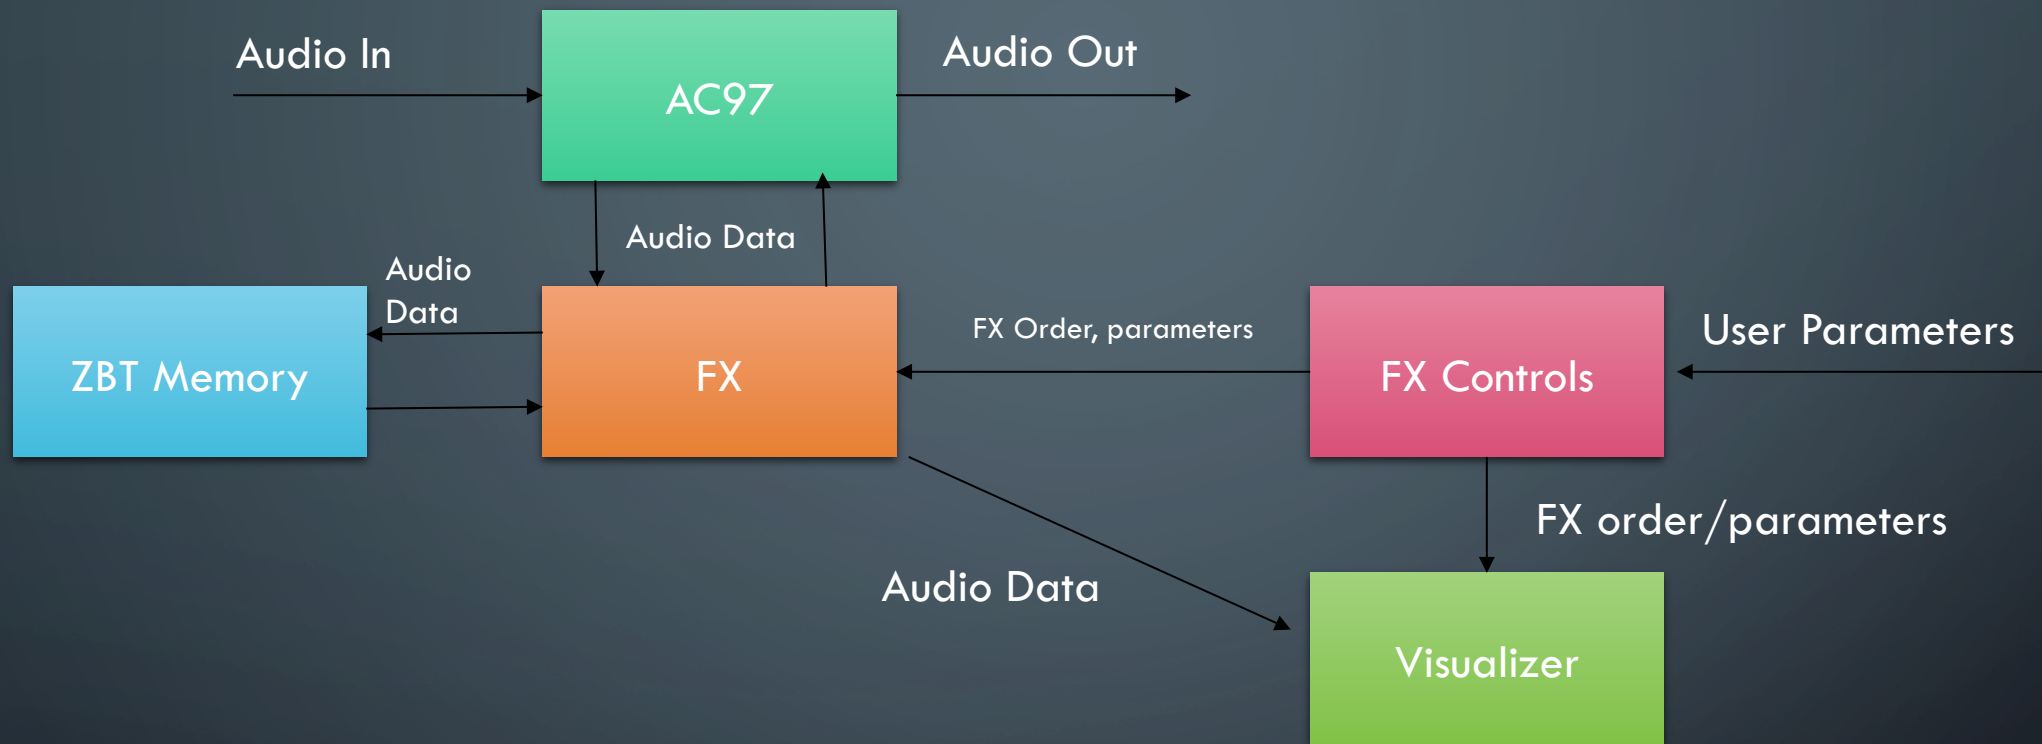 Audio In
AC97
Audio Out
Audio Data
Audio
Data
ZBT Memory
FX
FX Order, parameters
FX Controls
User Parameters
FX order/parameters
Audio Data
Visualizer